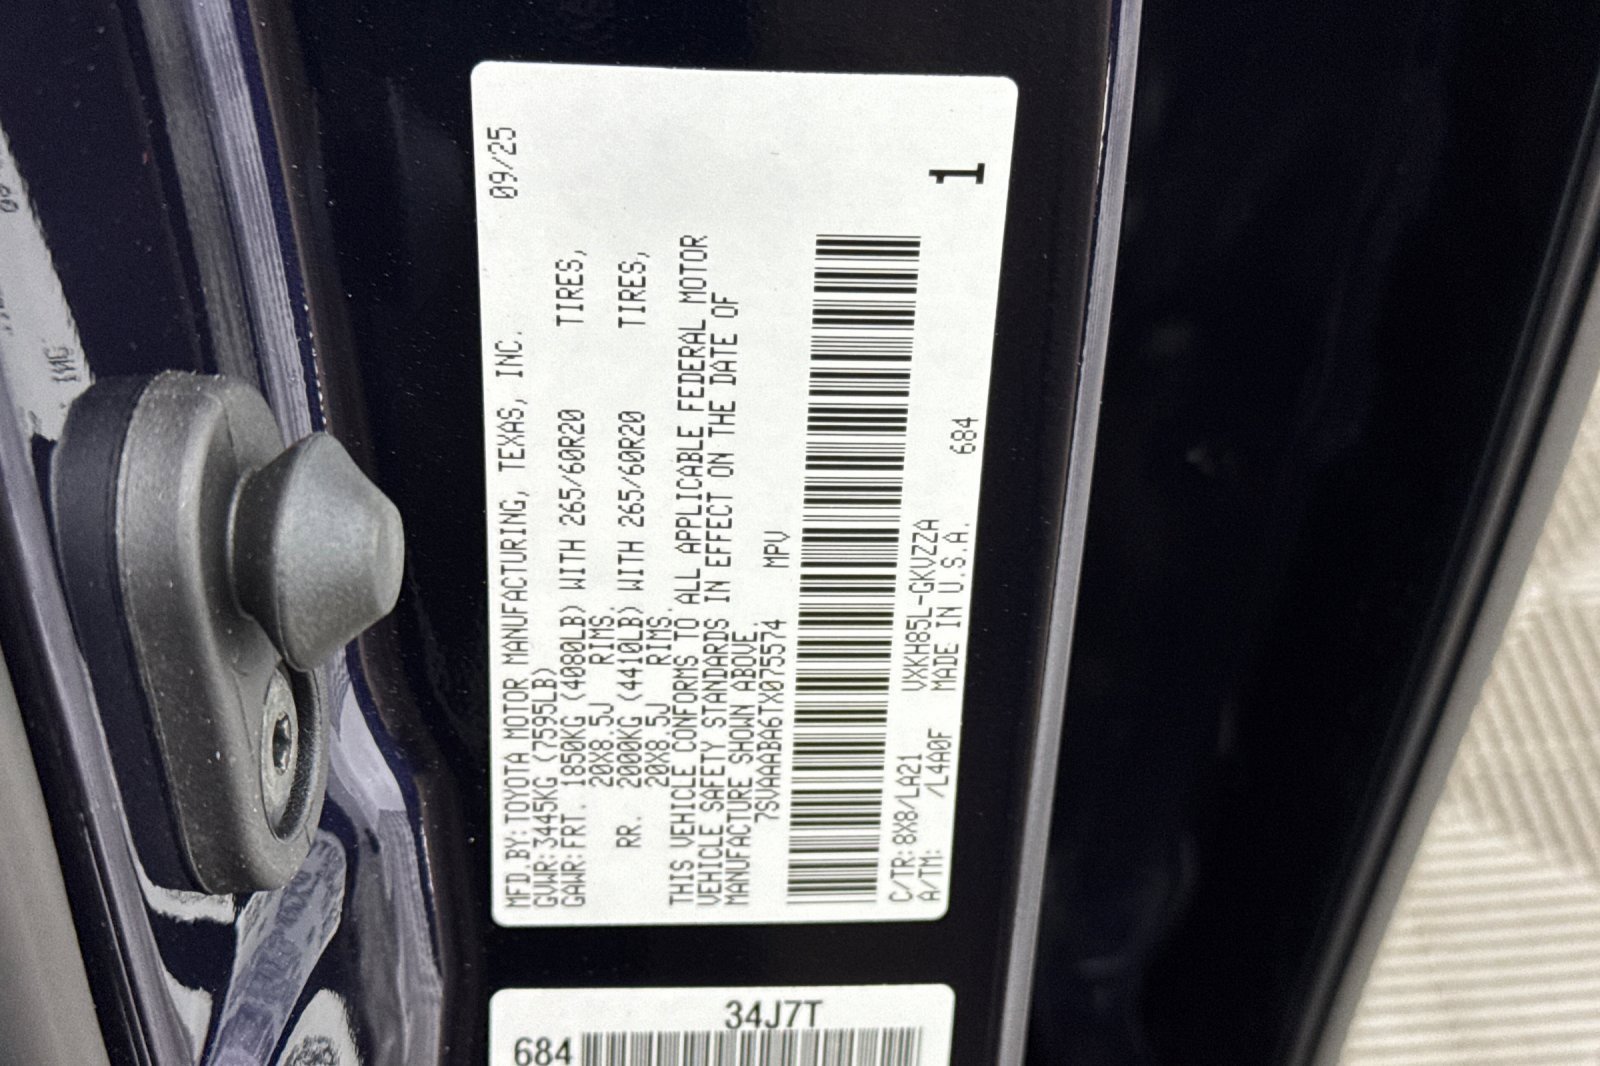 MFD.BY:TOYOTA MOTOR MANUFACTURING, TEXAS, INC. 09/25
GVWR:3445KG (7595LB)
GAWR:FRT. 1850KG (4080LB) WITH 265/60R20 TIRES,
20X8.5J RIMS.
RR. 2000KG (4410LB) WITH 265/60R20 TIRES,
20X8.5J RIMS.
THIS VEHICLE CONFORMS TO ALL APPLICABLE FEDERAL MOTOR
VEHICLE SAFETY STANDARDS IN EFFECT ON THE DATE OF
MANUFACTURE SHOWN ABOVE.
7SVAAABA6TX075574 MPV
C/TR:8X8/LA21 VXKH85L-GKVZZA
A/TM: /L4A0F MADE IN U.S.A. 684
1
34J7T
684